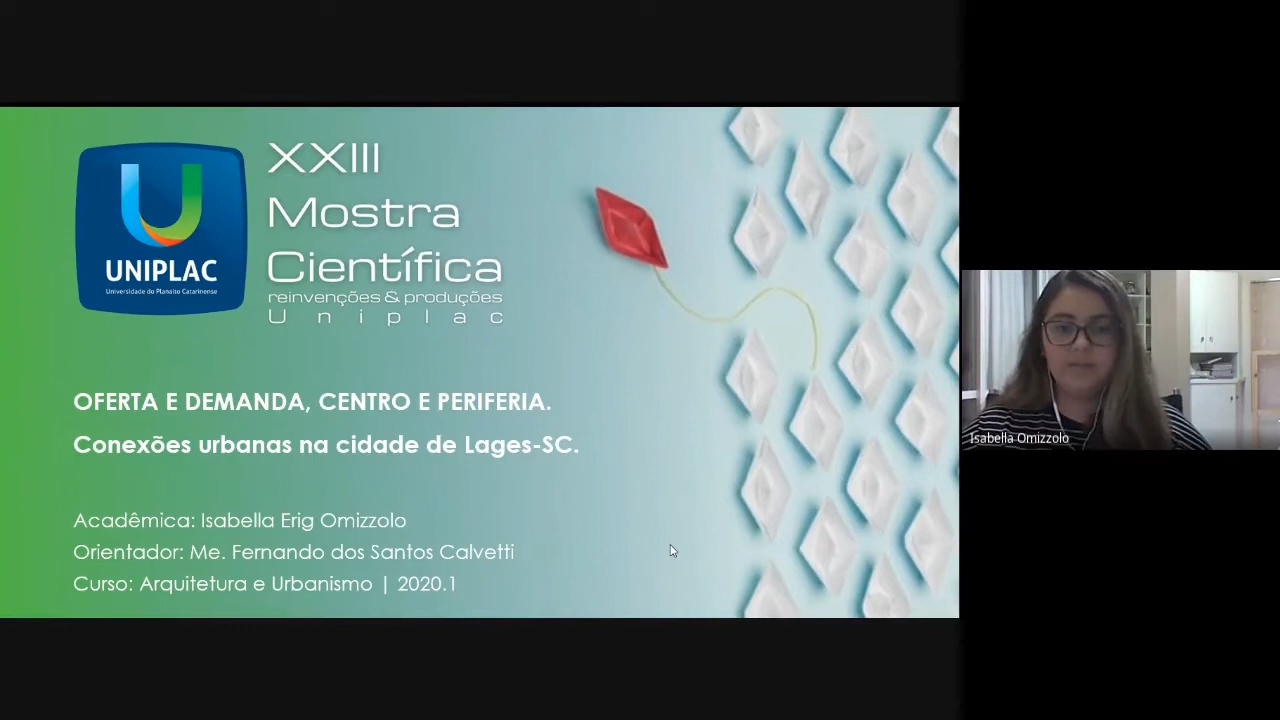 XXIII
Mostra
Científica
reinvenções & produções
Uniplac
UNIPLAC
Universidade do Planalto Catarinense
OFERTA E DEMANDA, CENTRO E PERIFERIA.
Conexões urbanas na cidade de Lages-SC.
Acadêmica: Isabella Erig Omizzolo
Orientador: Me. Fernando dos Santos Calvetti
Curso: Arquitetura e Urbanismo | 2020.1
Isabella Omizzolo